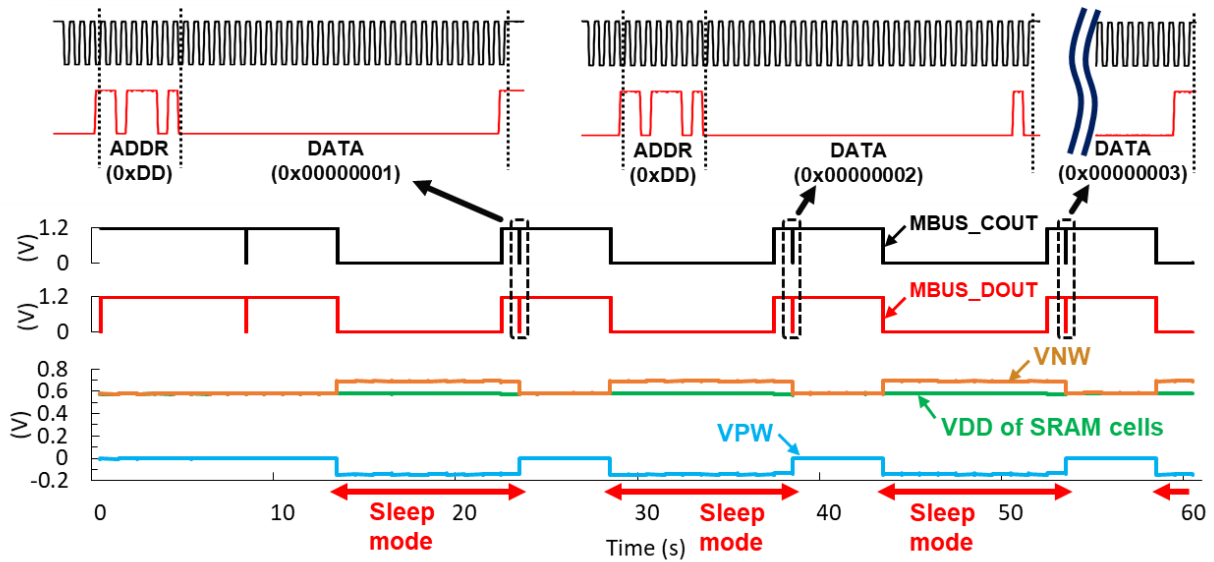 ADDR
(0xDD)
DATA
(0x00000001)
ADDR
(0xDD)
DATA
(0x00000002)
DATA
(0x00000003)
(V)
1.2
0
MBUS_COUT
(V)
1.2
0
MBUS_DOUT
(V)
0.8
0.6
0.4
0.2
0
-0.2
VNW
VDD of SRAM cells
VPW
0
10
20
30
40
50
60
Sleep
mode
Sleep
mode
Sleep
mode
Time (s)